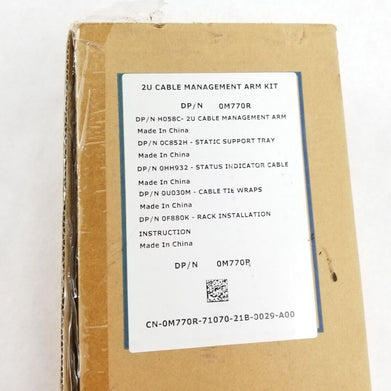 2U CABLE MANAGEMENT ARM KIT
DP/N 0M770R
DP/N H058C- 2U CABLE MANAGEMENT ARM
Made In China
DP/N 0C852H - STATIC SUPPORT TRAY
Made In China
DP/N 0HH932 - STATUS INDICATOR CABLE
Made In China
DP/N 0U030M - CABLE TIE WRAPS
Made In China
DP/N 0F880K - RACK INSTALLATION
INSTRUCTION
Made In China
DP/N 0M770R
CN-0M770R-71070-21B-0029-A00